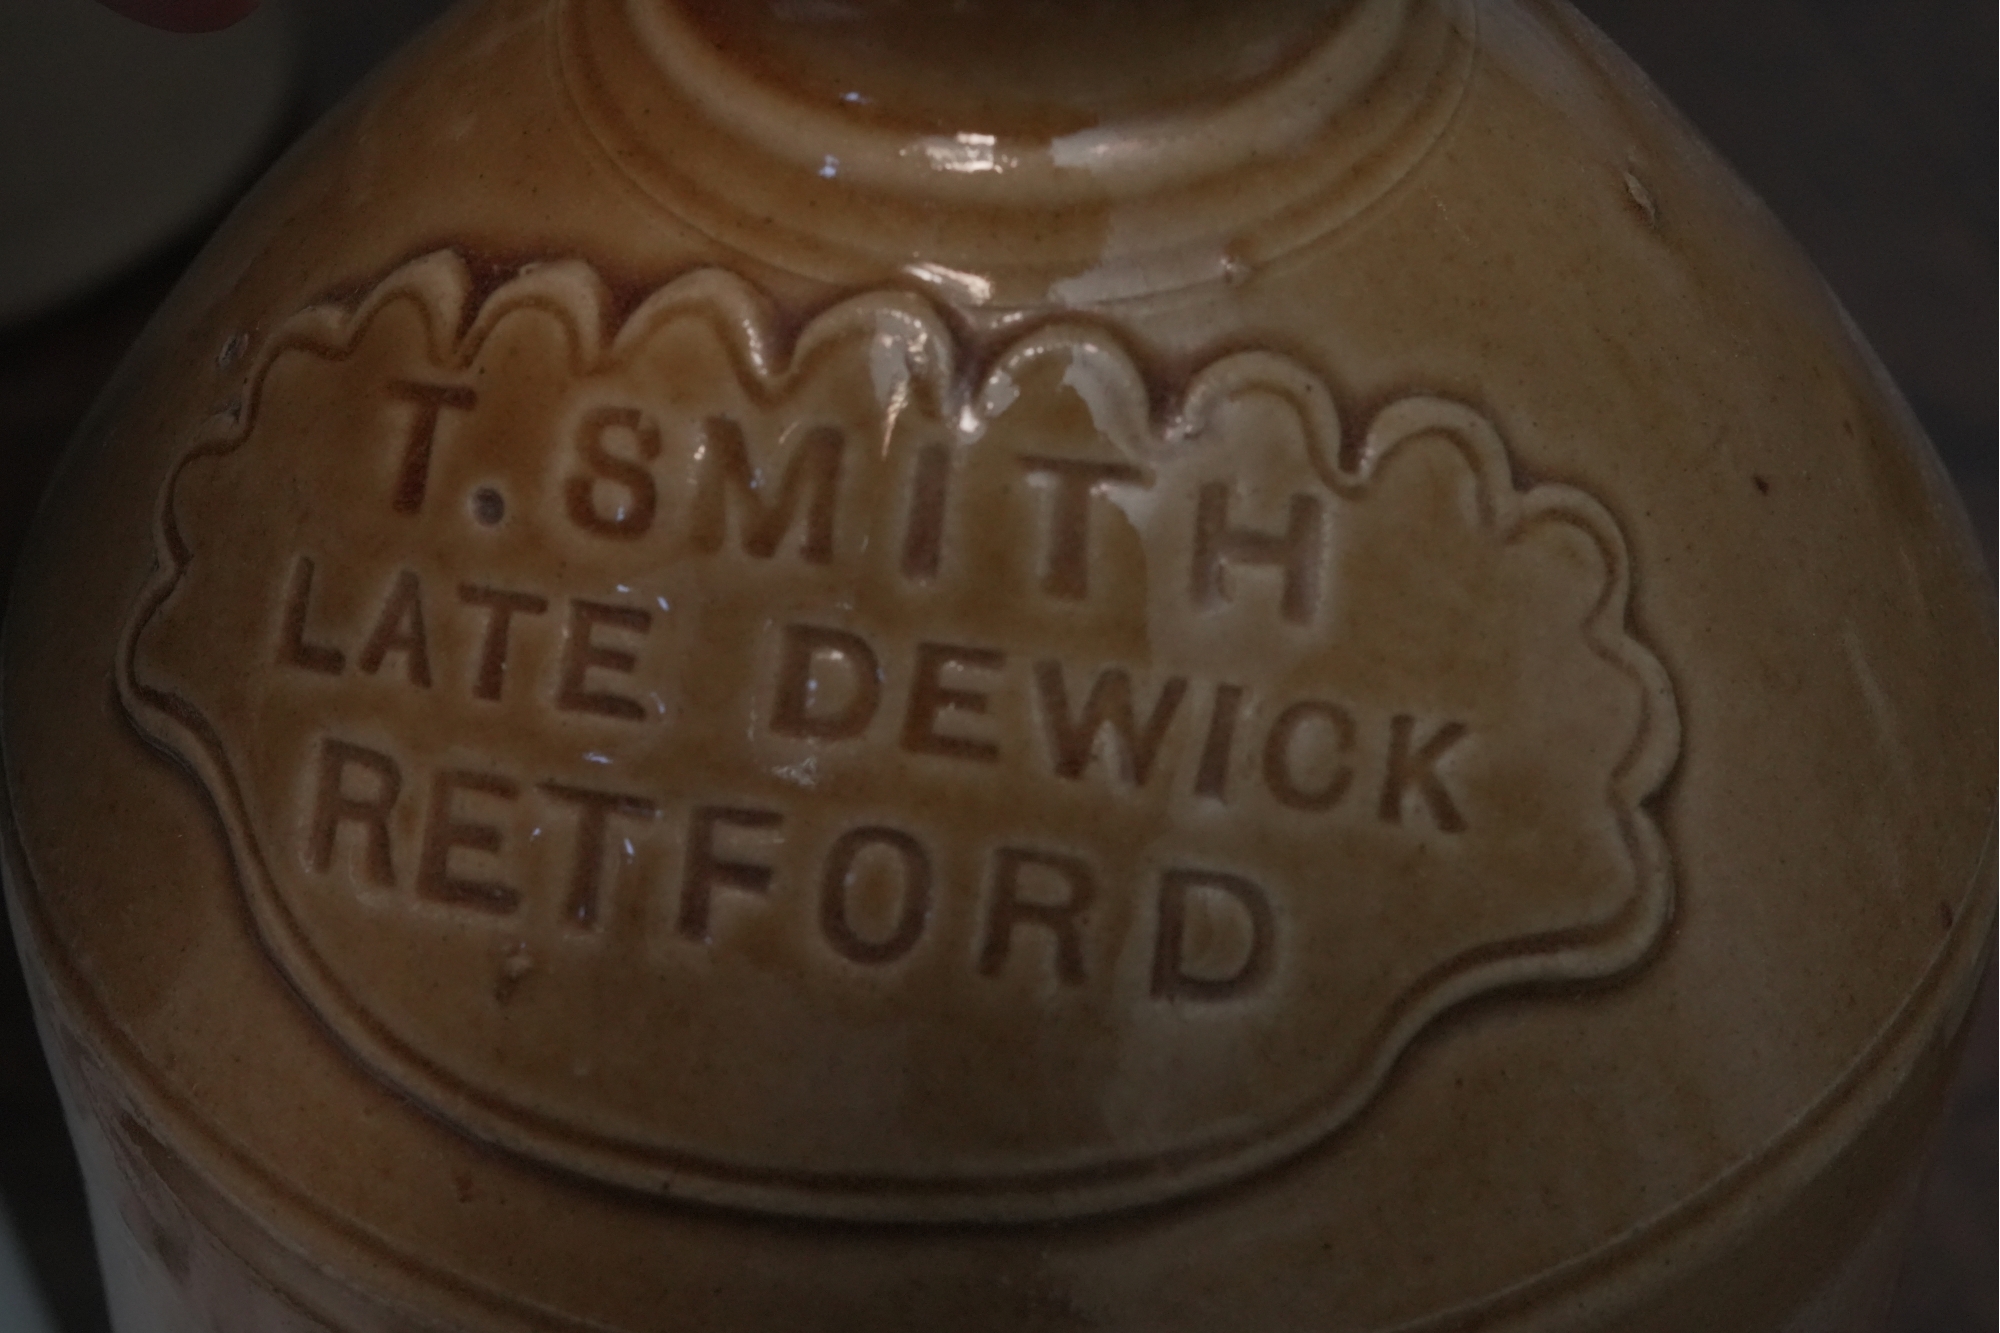 T. SMITH
LATE DEWICK
RETFORD